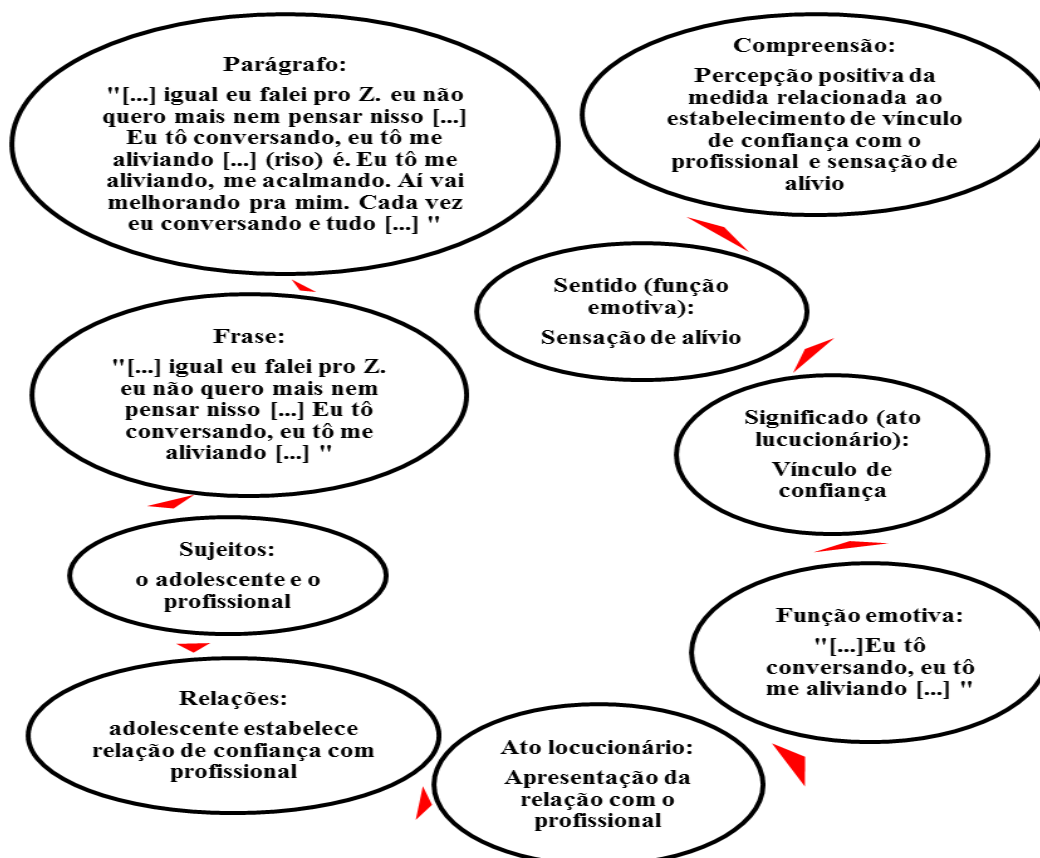 Parágrafo:
"[...] igual eu falei pro Z. eu não
quero mais nem pensar nisso [...]
Eu tô conversando, eu tô me
aliviando [...] (riso) é. Eu tô me
aliviando, me acalmando. Aí vai
melhorando pra mim. Cada vez
eu conversando e tudo [...] "
Frase:
"[...] igual eu falei pro Z.
eu não quero mais nem
pensar nisso [...] Eu tô
conversando, eu tô me
aliviando [...] "
Sujeitos:
o adolescente e o
profissional
Relações:
adolescente estabelece
relação de confiança com
profissional
Ato locucionário:
Apresentação da
relação com o
profissional
Função emotiva:
"[...]Eu tô
conversando, eu tô
me aliviando [...] "
Significado (ato
lucucionário):
Vínculo de
confiança
Sentido (função
emotiva):
Sensação de alívio
Compreensão:
Percepção positiva da
medida relacionada ao
estabelecimento de vínculo
de confiança com o
profissional e sensação de
alívio